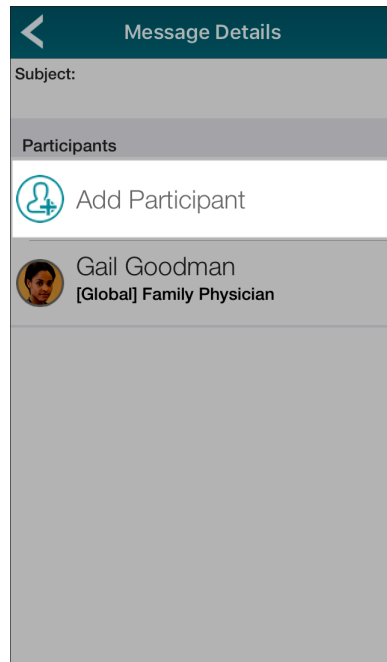 Message Details
Subject:
Participants
Add Participant
Gail Goodman
[Global] Family Physician